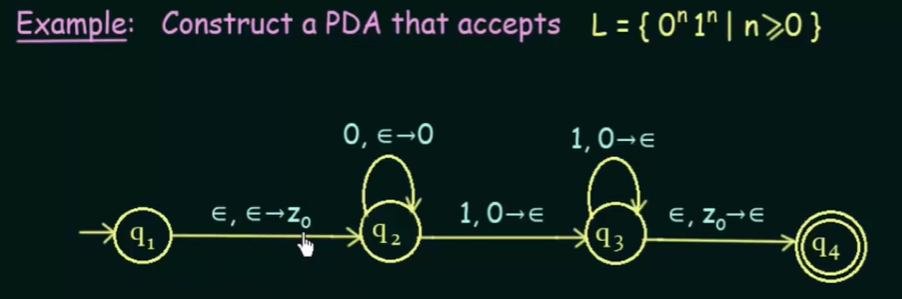 Example: Construct a PDA that accepts L = { 0ⁿ 1ⁿ | n⩾0 }
0, ∈→0
1, 0→∈
∈, ∈→z₀
1, 0→∈
∈, z₀→∈
q₁
q₂
q₃
q₄